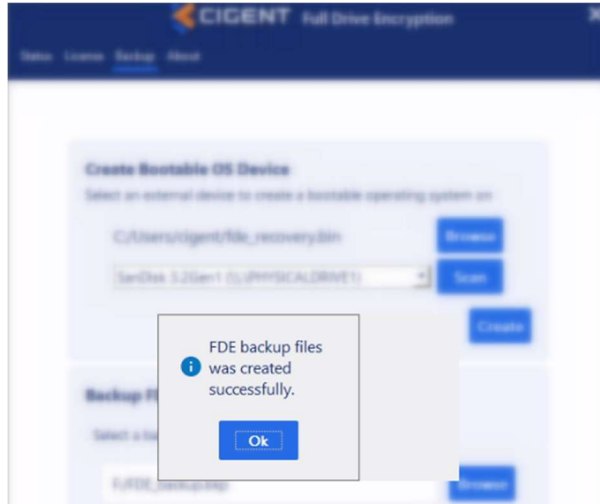 CIGENT Full Drive Encryption
Status License Backup About
Create Bootable OS Device
Select an external device to create a bootable operating system on
C:/Users/cigent/fde_recovery.bin
Browse
SanDisk 3.2Gen1 (\\.\PHYSICALDRIVE1)
Scan
Create
FDE backup files
was created
successfully.
Ok
Backup
Select a
Browse